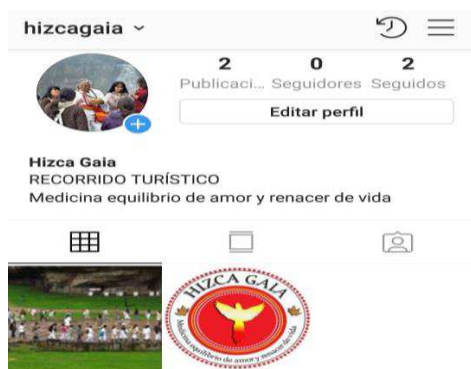 hizcagaia
2 0 2
Publicaci... Seguidores Seguidos
Editar perfil
Hizca Gaia
RECORRIDO TURÍSTICO
Medicina equilibrio de amor y renacer de vida
HIZCA GAIA
Medicina equilibrio de amor y renacer de vida